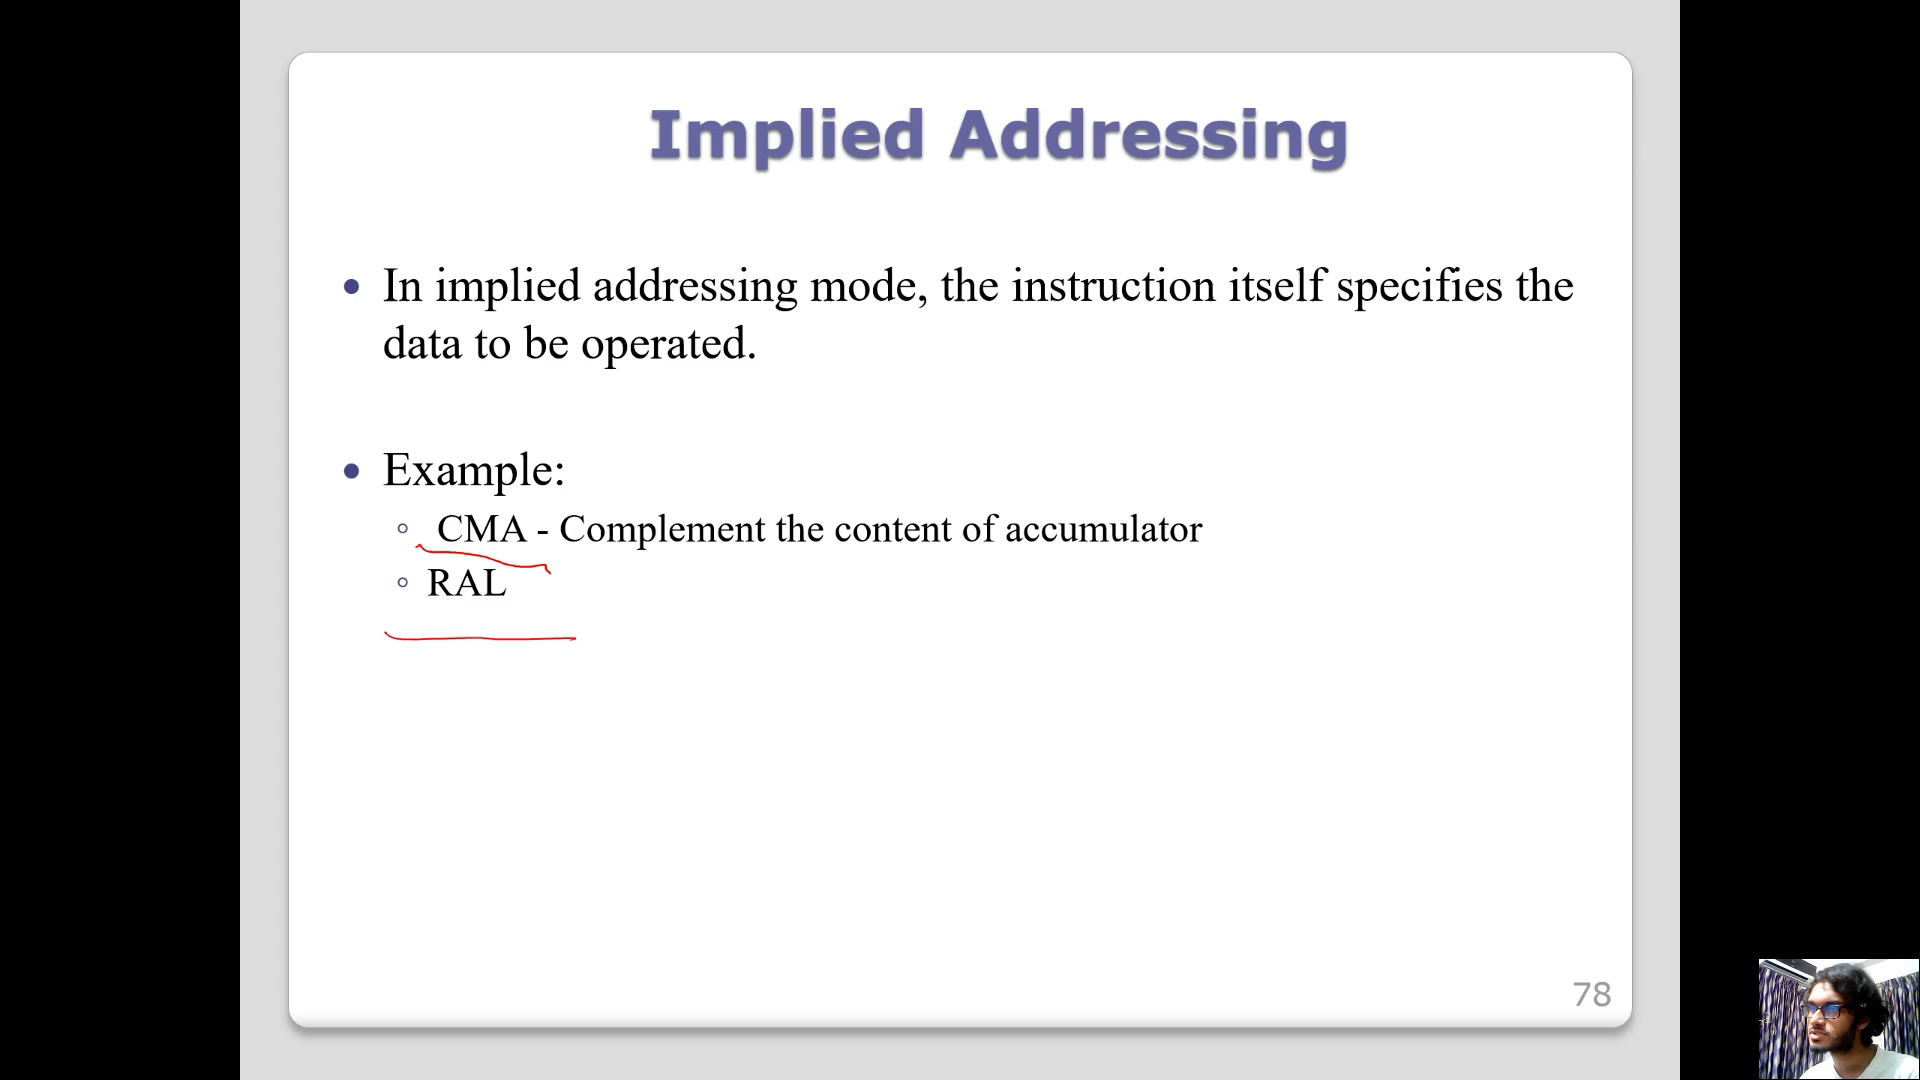 Implied Addressing
• In implied addressing mode, the instruction itself specifies the
data to be operated.
• Example:
◦ CMA - Complement the content of accumulator
◦ RAL
78